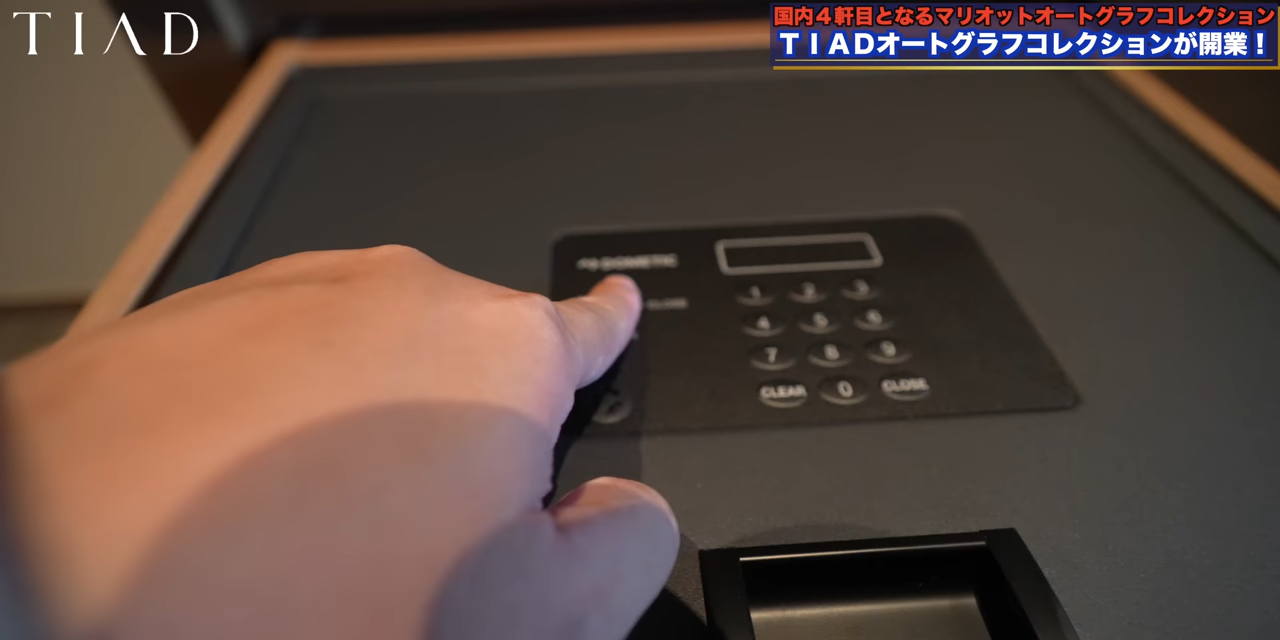 TIAD
国内4軒目となるマリオットオートグラフコレクション
TIADオートグラフコレクションが開業！
DOMETIC
CLOSE
1 2 3
4 5 6
7 8 9
CLEAR 0 CLOSE